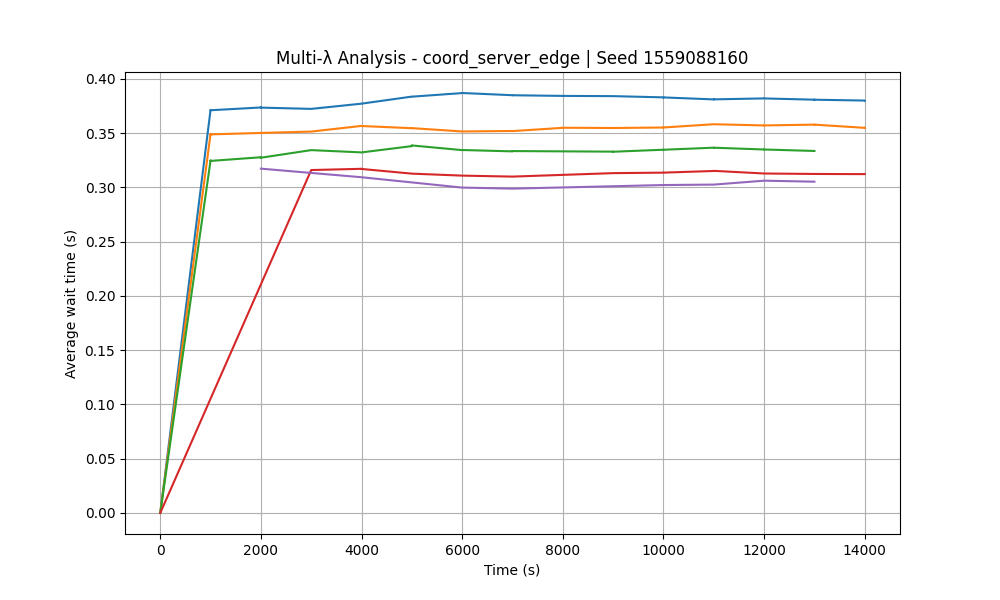 Multi-λ Analysis - coord_server_edge | Seed 1559088160
Average wait time (s)
0.40
0.35
0.30
0.25
0.20
0.15
0.10
0.05
0.00
0 2000 4000 6000 8000 10000 12000 14000
Time (s)